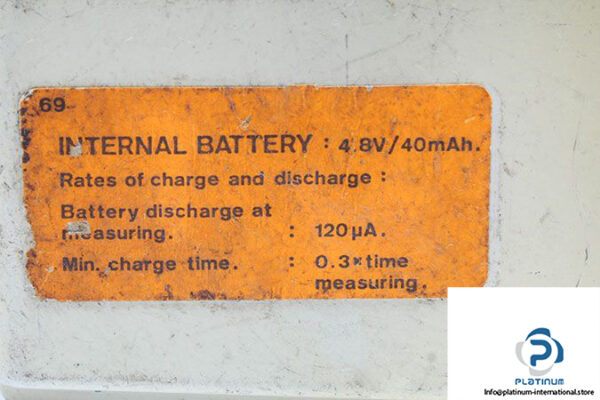 69
INTERNAL BATTERY : 4.8V/40mAh.
Rates of charge and discharge :
Battery discharge at
measuring. : 120µA.
Min. charge time. : 0.3×time
measuring.
PLATINUM
Info@platinum-international.store